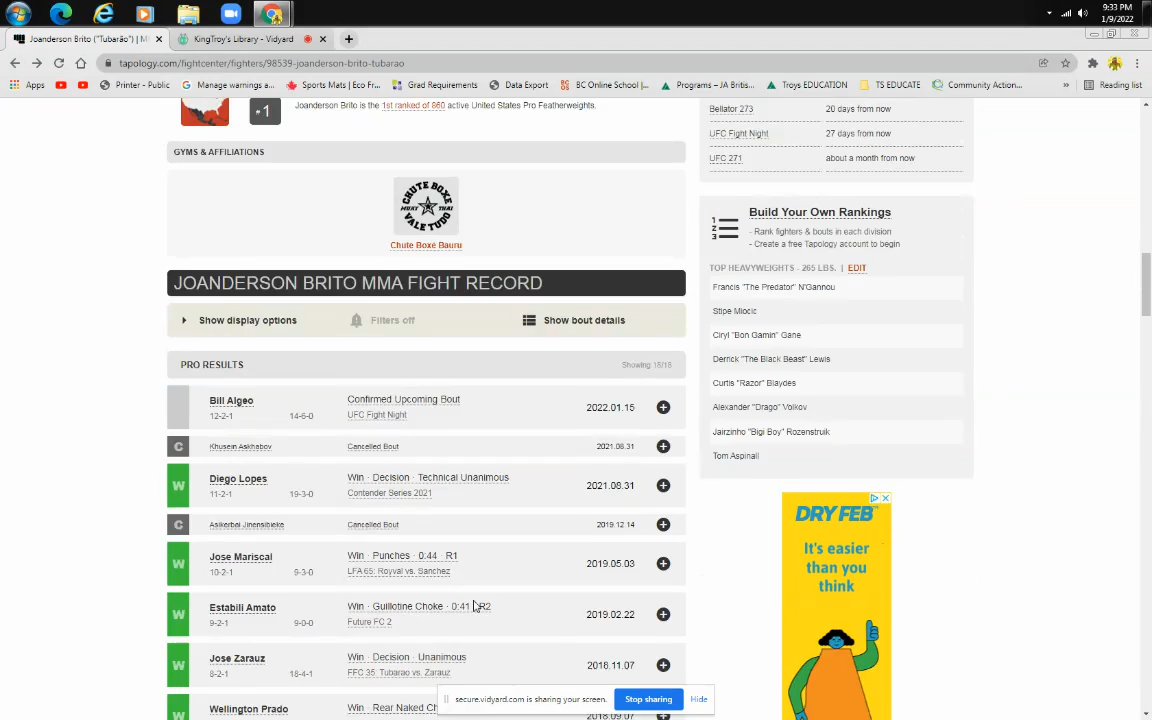 9:33 PM
1/9/2022
Joanderson Brito ("Tubarão") | M
KingTroy's Library - Vidyard
tapology.com/fightcenter/fighters/98539-joanderson-brito-tubarao
Apps
Printer - Public
Manage warnings a...
Sports Mati | Eco Fr...
Grad Requirements
Data Export
BC Online School |...
Programs – JA Britis...
Troys EDUCATION
TS EDUCATE
Community Action...
»
Reading list
#1
Joanderson Brito is the 1st ranked of 660 active United States Pro Featherweights.
GYMS & AFFILIATIONS
CHUTE BOXE
MUAY THAI
VALE TUDO
Chute Boxe Bauru
JOANDERSON BRITO MMA FIGHT RECORD
Show display options
Filters off
Show bout details
PRO RESULTS
Bill Algeo
Confirmed Upcoming Bout
2022.01.15
12-2-1
14-6-0
UFC Fight Night
C
Khusein Askhabov
Cancelled Bout
2021.08.31
W
Diego Lopes
Win · Decision · Technical Unanimous
2021.08.31
11-2-1
19-3-0
Contender Series 2021
C
Cancelled Bout
2019.12.14
W
Jose Mariscal
Win · Punches · 0:44 · R1
2019.05.03
10-2-1
9-3-0
LFA 65: Royval vs. Sanchez
W
Estabili Amato
Win · Guillotine Choke · 0:41 R2
2019.02.22
9-2-1
9-0-0
Future FC 2
W
Jose Zarauz
Win · Decision · Unanimous
2018.11.07
8-2-1
18-4-1
FFC 35: Tubarao vs. Zarauz
W
Wellington Prado
Win · Rear Naked Ch
2018.09.07
Bellator 273
20 days from now
UFC Fight Night
27 days from now
UFC 271
about a month from now
1
2
3
Build Your Own Rankings
- Rank fighters & bouts in each division
- Create a free Tapology account to begin
TOP HEAVYWEIGHTS - 265 LBS. | EDIT
Francis "The Predator" N'Gannou
Stipe Miocic
Ciryl "Bon Gamin" Gane
Derrick "The Black Beast" Lewis
Curtis "Razor" Blaydes
Alexander "Drago" Volkov
Jairzinho "Bigi Boy" Rozenstruik
Tom Aspinall
DRY FEB
It's easier
than you
think
secure.vidyard.com is sharing your screen.
Stop sharing
Hide